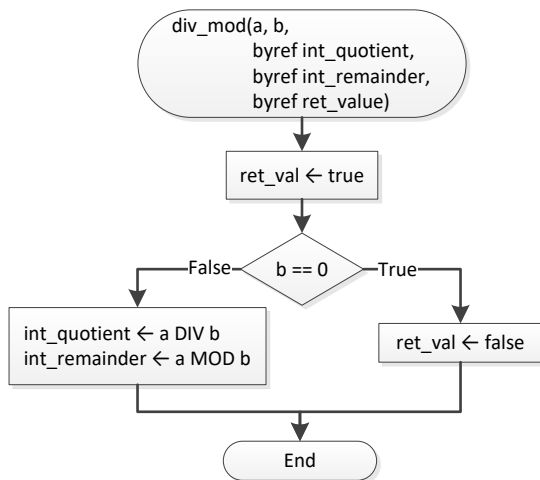 div_mod(a, b,
byref int_quotient,
byref int_remainder,
byref ret_value)
ret_val ← true
b == 0
False
True
int_quotient ← a DIV b
int_remainder ← a MOD b
ret_val ← false
End